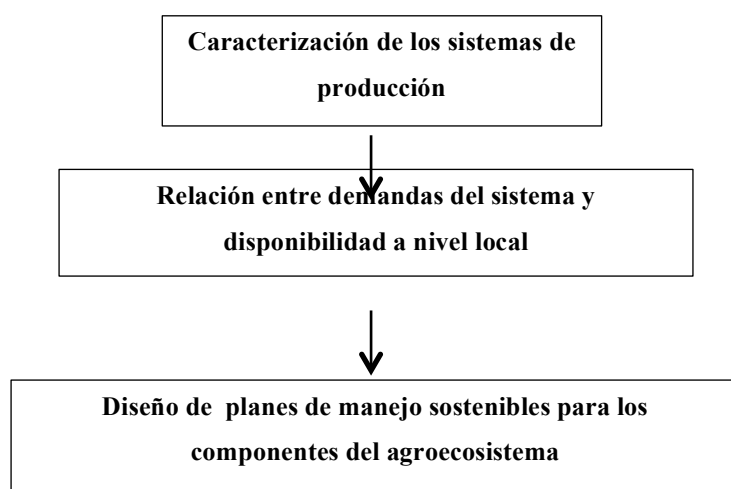 Caracterización de los sistemas de
producción
Relación entre demandas del sistema y
disponibilidad a nivel local
Diseño de  planes de manejo sostenibles para los
componentes del agroecosistema